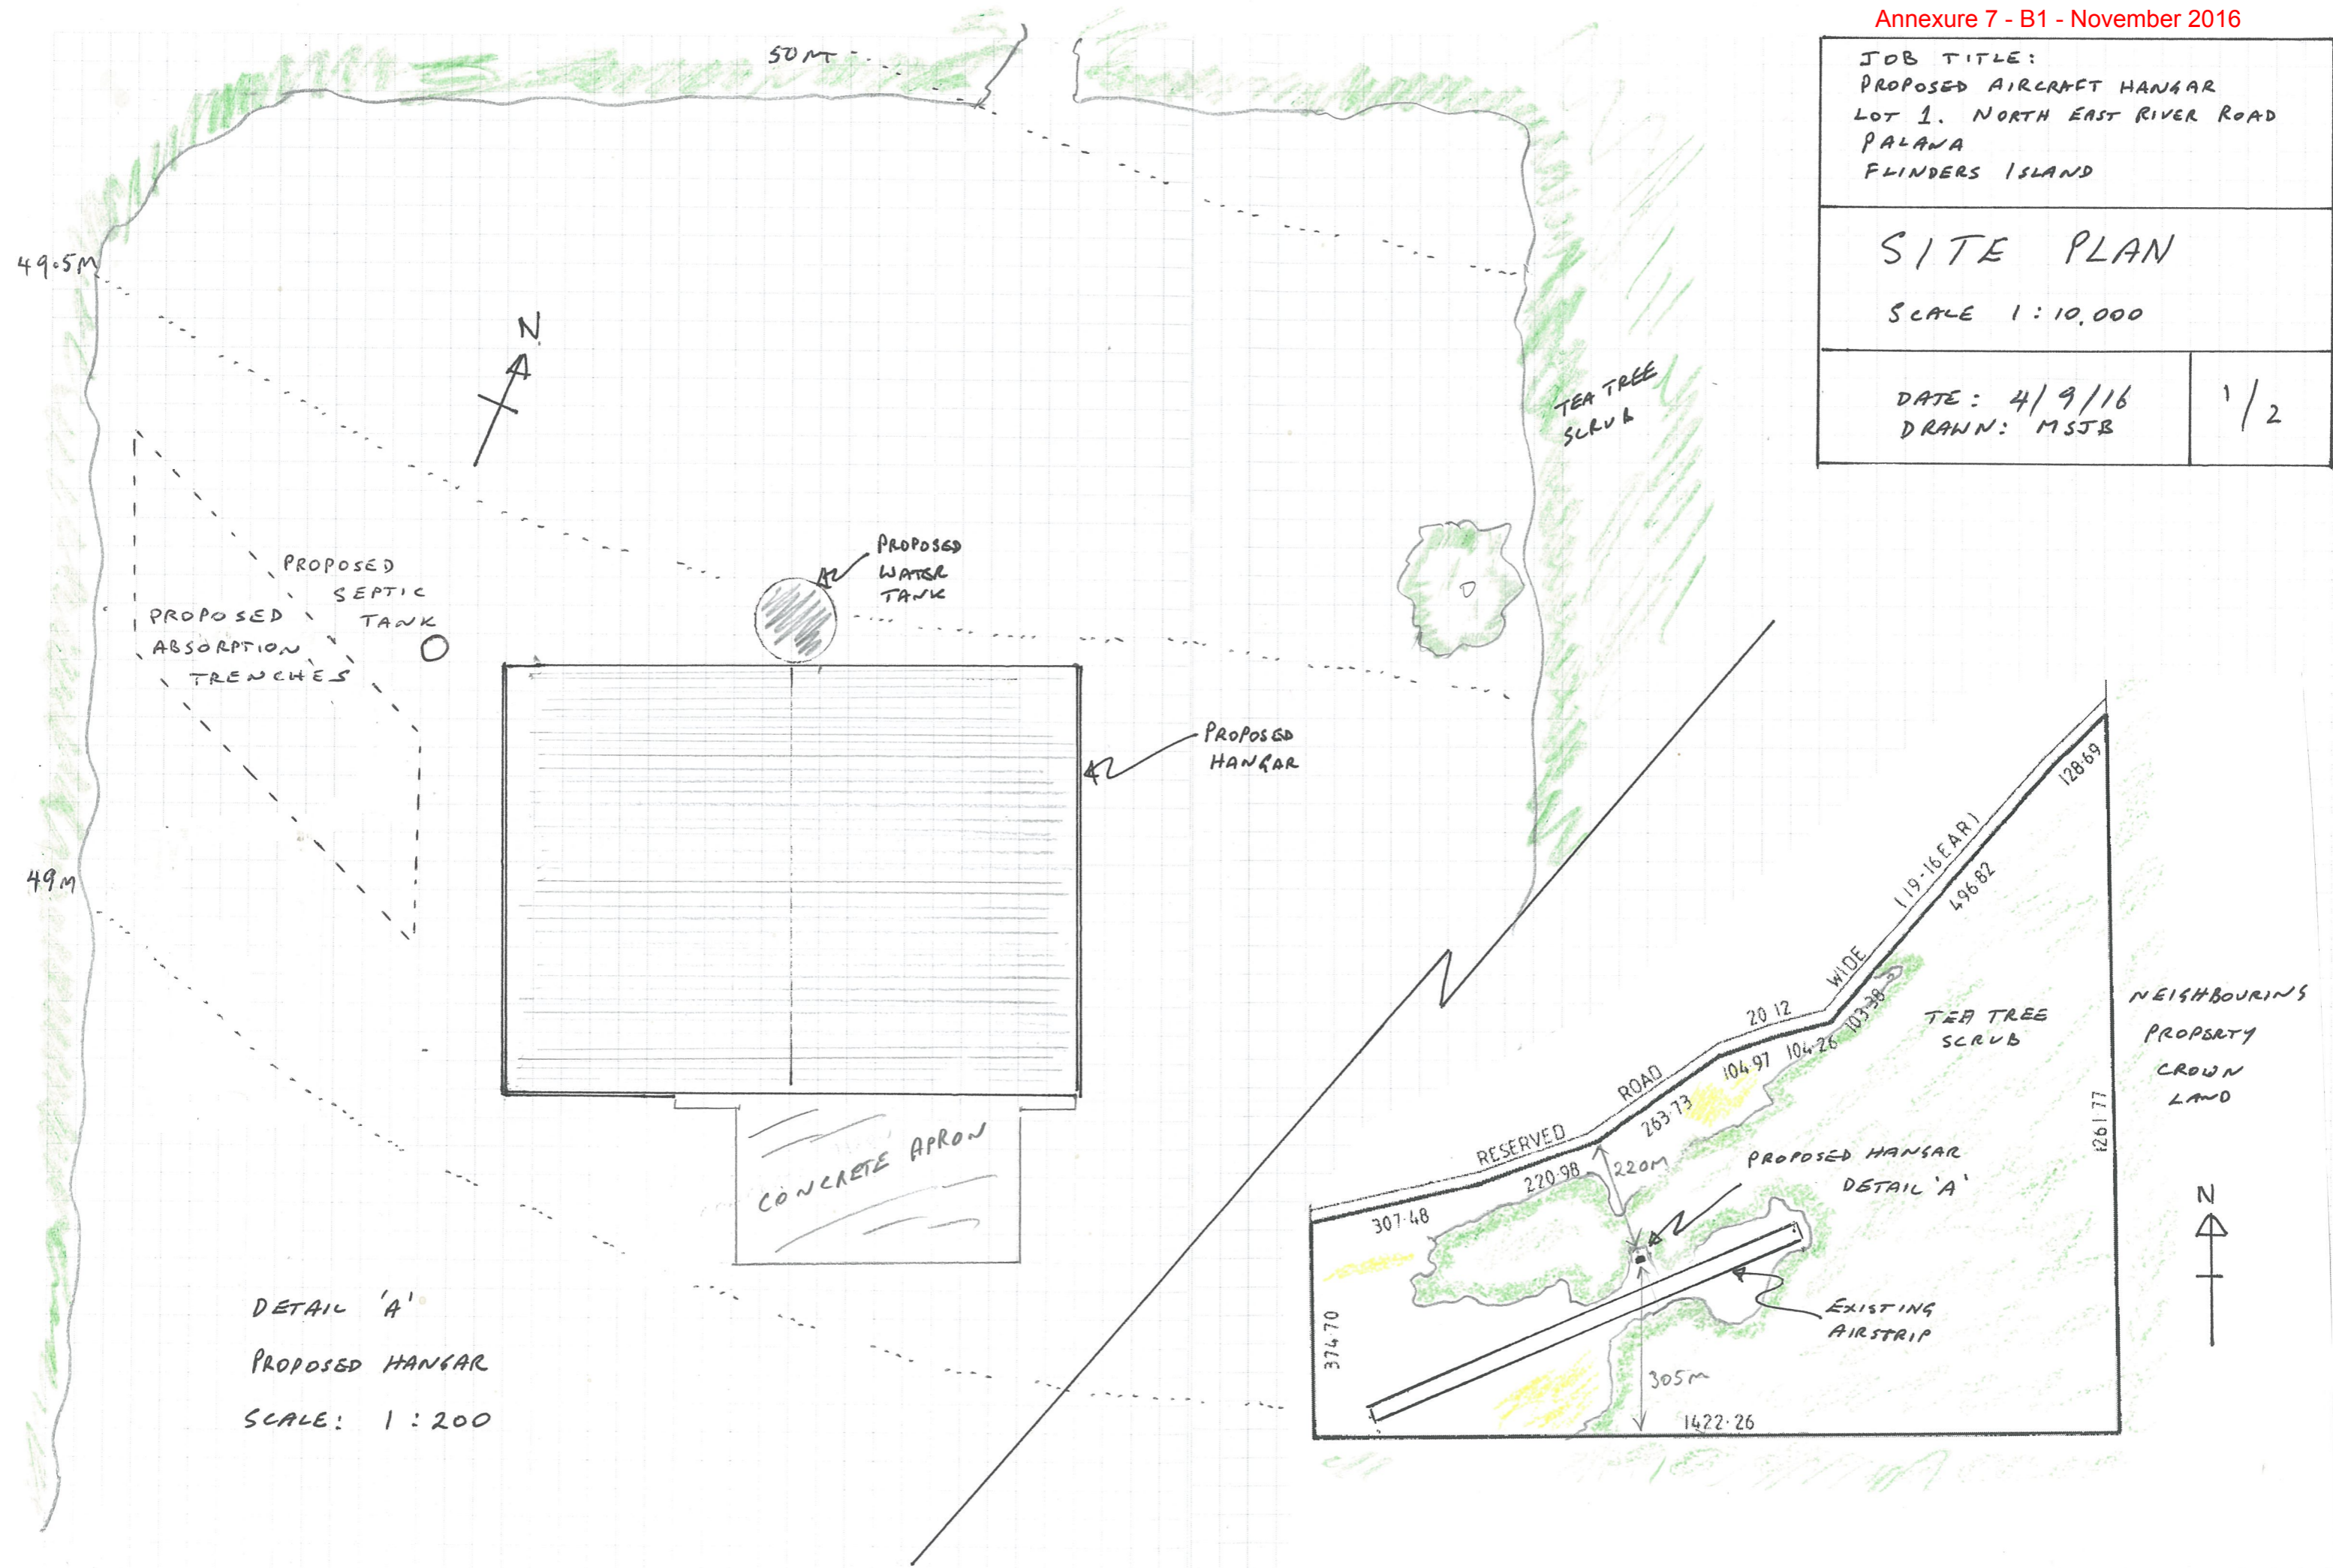 Annexure 7 - B1 - November 2016
JOB TITLE:
PROPOSED AIRCRAFT HANGAR
LOT 1. NORTH EAST RIVER ROAD
PALANA
FLINDERS ISLAND
SITE PLAN
SCALE 1:10,000
DATE: 4/9/16
DRAWN: MSJB
1/2
50M
49.5M
N
TEA TREE
SCRUB
PROPOSED
WATER
TANK
PROPOSED
SEPTIC
TANK
PROPOSED
ABSORPTION
TRENCHES
PROPOSED
HANGAR
49M
CONCRETE APRON
DETAIL 'A'
PROPOSED HANGAR
SCALE: 1:200
128.69
(19-16EAR)
496.82
WIDE
103.38
20.12
104.26
104.97
ROAD
263.73
RESERVED
220.98
307.48
220M
TEA TREE
SCRUB
NEIGHBOURING
PROPERTY
CROWN
LAND
1261.77
PROPOSED HANGAR
DETAIL 'A'
N
EXISTING
AIRSTRIP
374.70
305M
1422.26